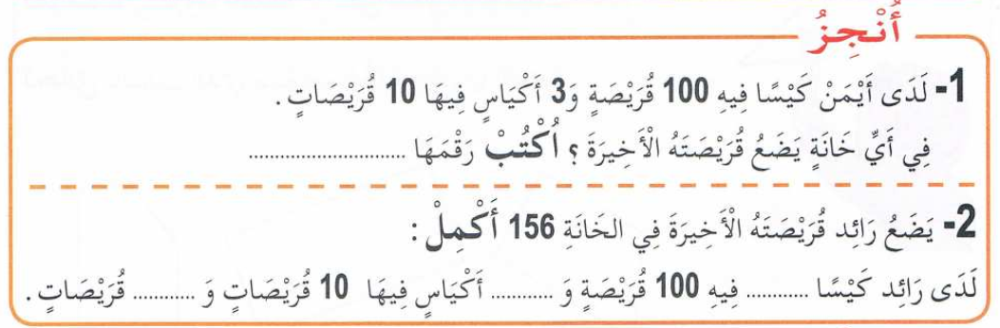 أُنْجِزُ
1- لَدَى أَيْمَنْ كَيْسًا فِيهِ 100 قُرَيْصَةٍ وَ3 أَكْيَاسٍ فِيهَا 10 قُرَيْصَاتٍ.
فِي أَيِّ خَانَةٍ يَضَعُ قُرَيْصَتَهُ الْأَخِيرَةَ ؟ اُكْتُبْ رَقْمَهَا ............................
2- يَضَعُ رَائِد قُرَيْصَتَهُ الْأَخِيرَةَ فِي الخَانَةِ 156 أُكْمِلْ :
لَدَى رَائِد كَيْسًا ........... فِيهِ 100 قُرَيْصَةٍ وَ ........... أَكْيَاسٍ فِيهَا 10 قُرَيْصَاتٍ وَ ........... قُرَيْصَاتٍ.